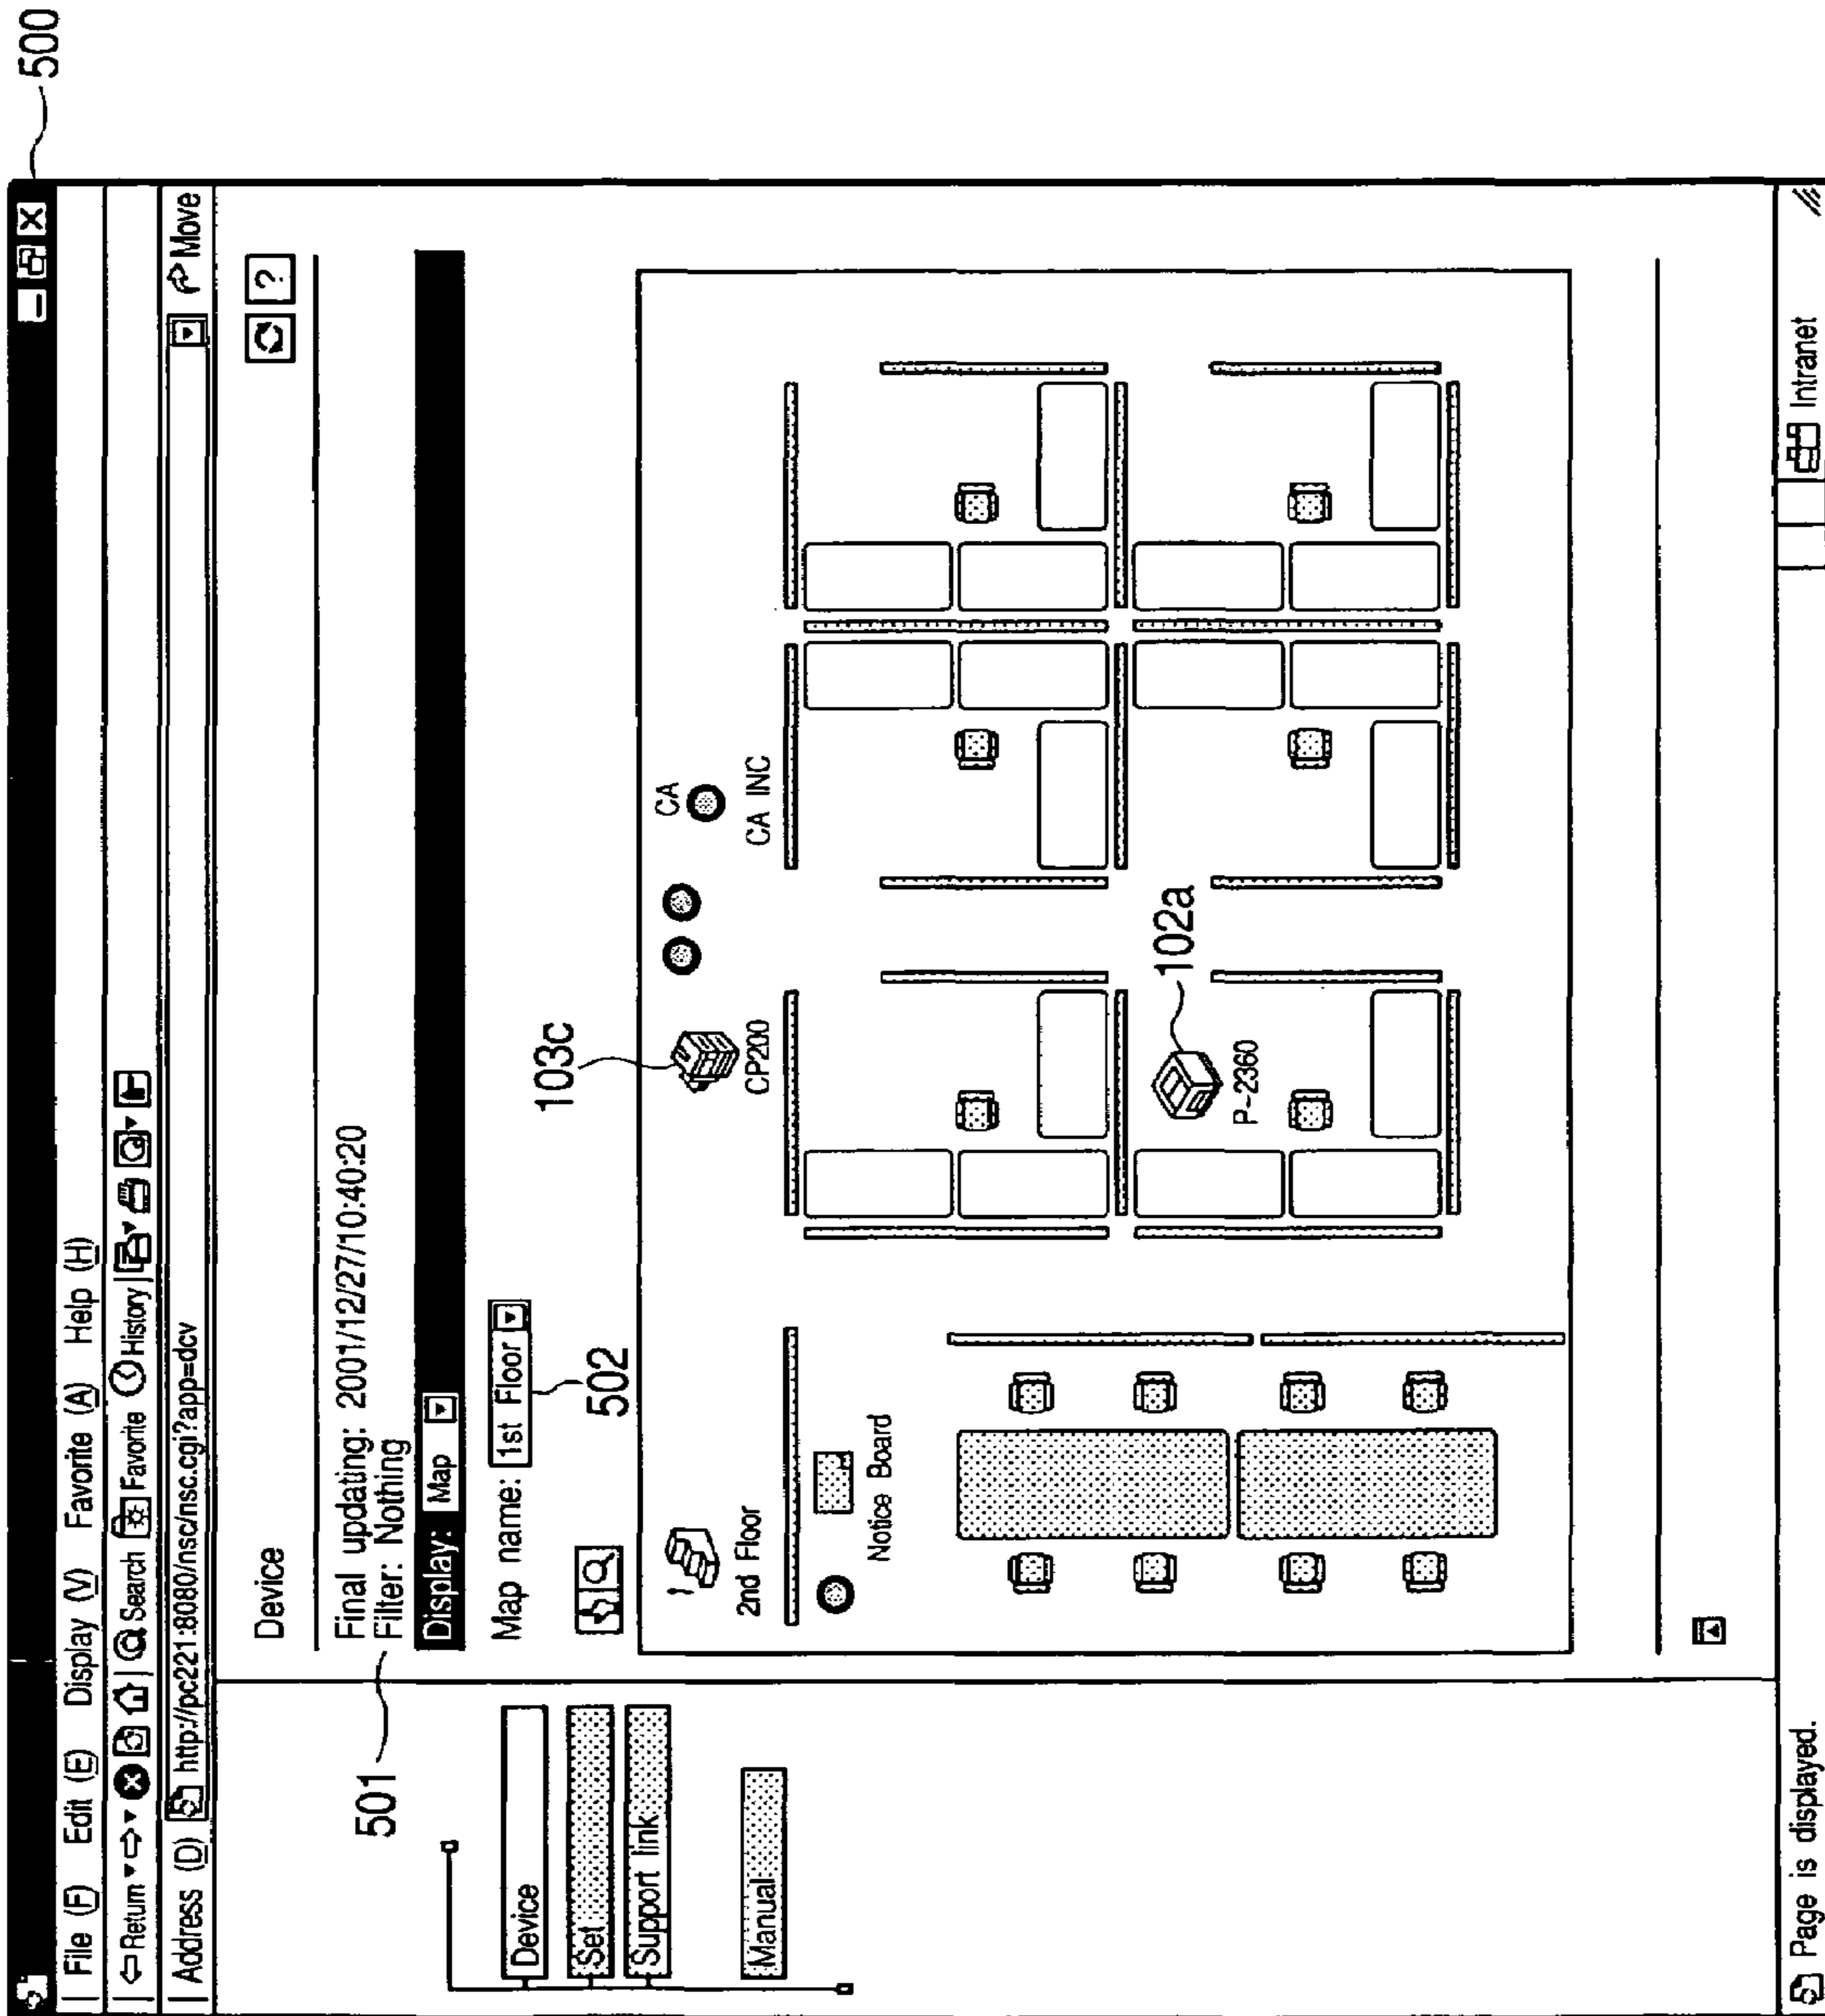 500
File (F) Edit (E) Display (V) Favorite (A) Help (H)
Return Search Favorite History
Address (D) http://pc221:8080/nsc/nsc.cgi?app=dcv Move
Device
?
501
Final updating: 2001/12/27/10:40:20
Filter: Nothing
Display: Map
Device
Set
Support link
Manual
Map name: 1st Floor
502
103c
2nd Floor
CP200
CA
CA INC
Notice Board
102a
P-2360
Page is displayed.
Intranet